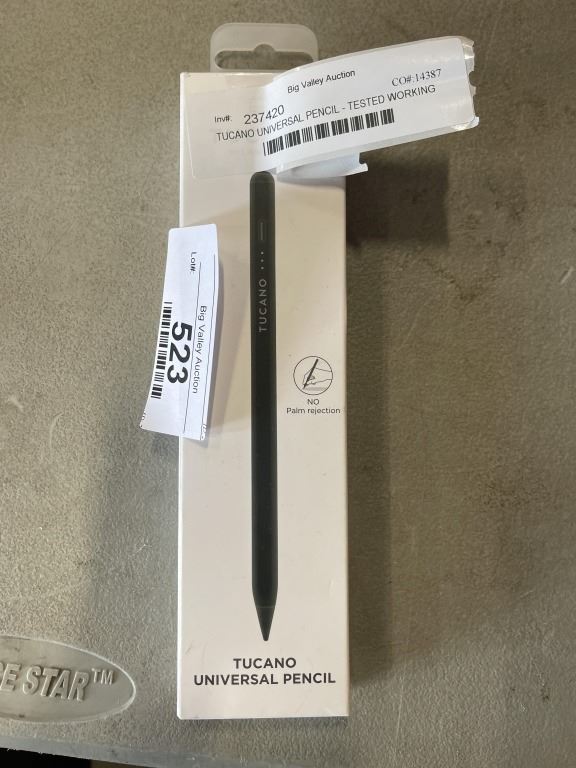 Big Valley Auction
CO#:14387
Inv#: 237420
TUCANO UNIVERSAL PENCIL - TESTED WORKING
Lot#:
Big Valley Auction
523
TUCANO
NO
Palm rejection
TUCANO
UNIVERSAL PENCIL
E STAR™